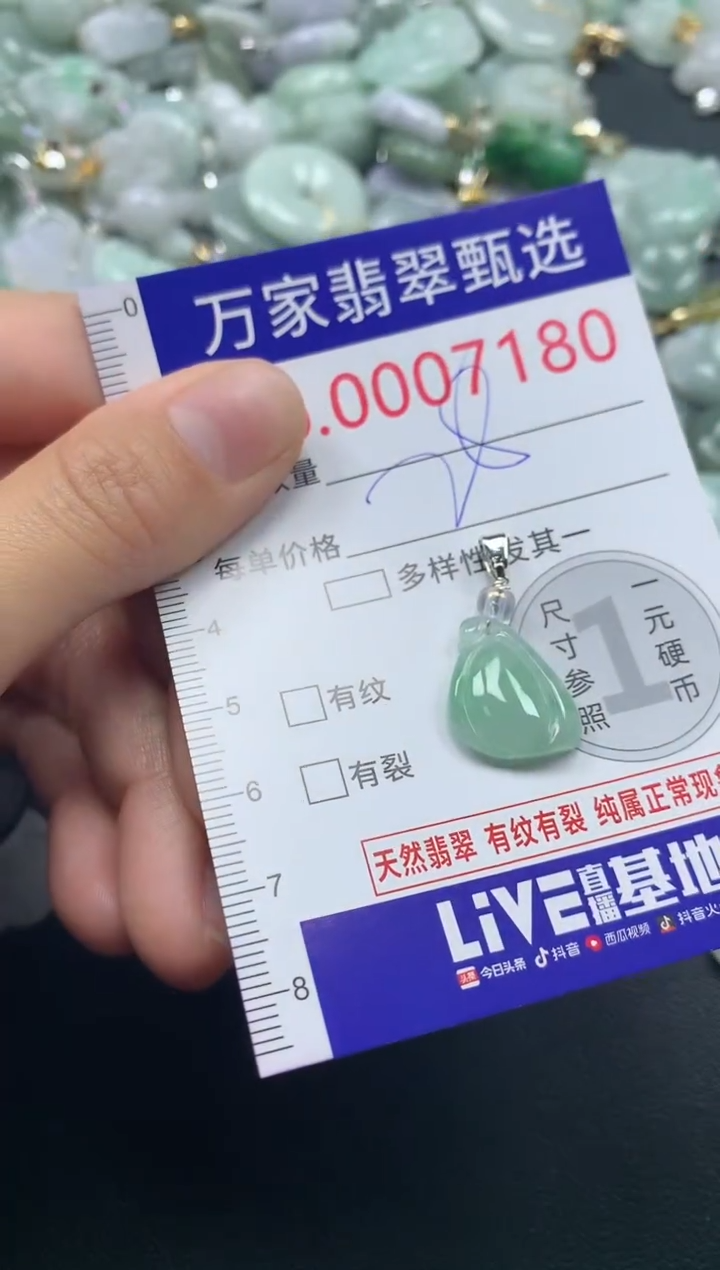 0
万家翡翠甄选
.0007180
量
每单价格
多样性发其一
4
尺寸参照
1
一元硬币
5
有纹
6
有裂
天然翡翠 有纹有裂 纯属正常现
7
LiVE直播基地
8
头条 今日头条 抖音 西瓜视频 抖音火